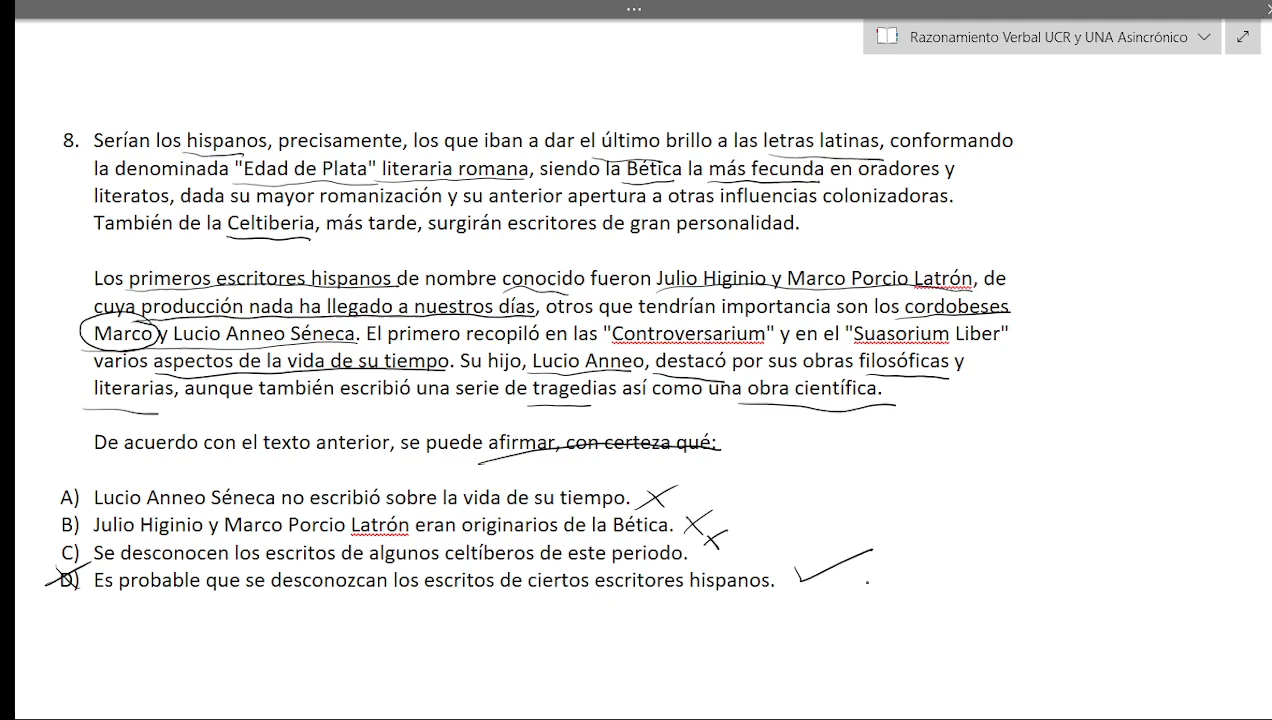 ...
Razonamiento Verbal UCR y UNA Asincrónico
8. Serían los hispanos, precisamente, los que iban a dar el último brillo a las letras latinas, conformando
la denominada "Edad de Plata" literaria romana, siendo la Bética la más fecunda en oradores y
literatos, dada su mayor romanización y su anterior apertura a otras influencias colonizadoras.
También de la Celtiberia, más tarde, surgirán escritores de gran personalidad.
Los primeros escritores hispanos de nombre conocido fueron Julio Higinio y Marco Porcio Latrón, de
cuya producción nada ha llegado a nuestros días, otros que tendrían importancia son los cordobeses
Marco y Lucio Anneo Séneca. El primero recopiló en las "Controversarium" y en el "Suasorium Liber"
varios aspectos de la vida de su tiempo. Su hijo, Lucio Anneo, destacó por sus obras filosóficas y
literarias, aunque también escribió una serie de tragedias así como una obra científica.
De acuerdo con el texto anterior, se puede afirmar, con certeza qué:
A) Lucio Anneo Séneca no escribió sobre la vida de su tiempo.
B) Julio Higinio y Marco Porcio Latrón eran originarios de la Bética.
C) Se desconocen los escritos de algunos celtíberos de este periodo.
D) Es probable que se desconozcan los escritos de ciertos escritores hispanos.